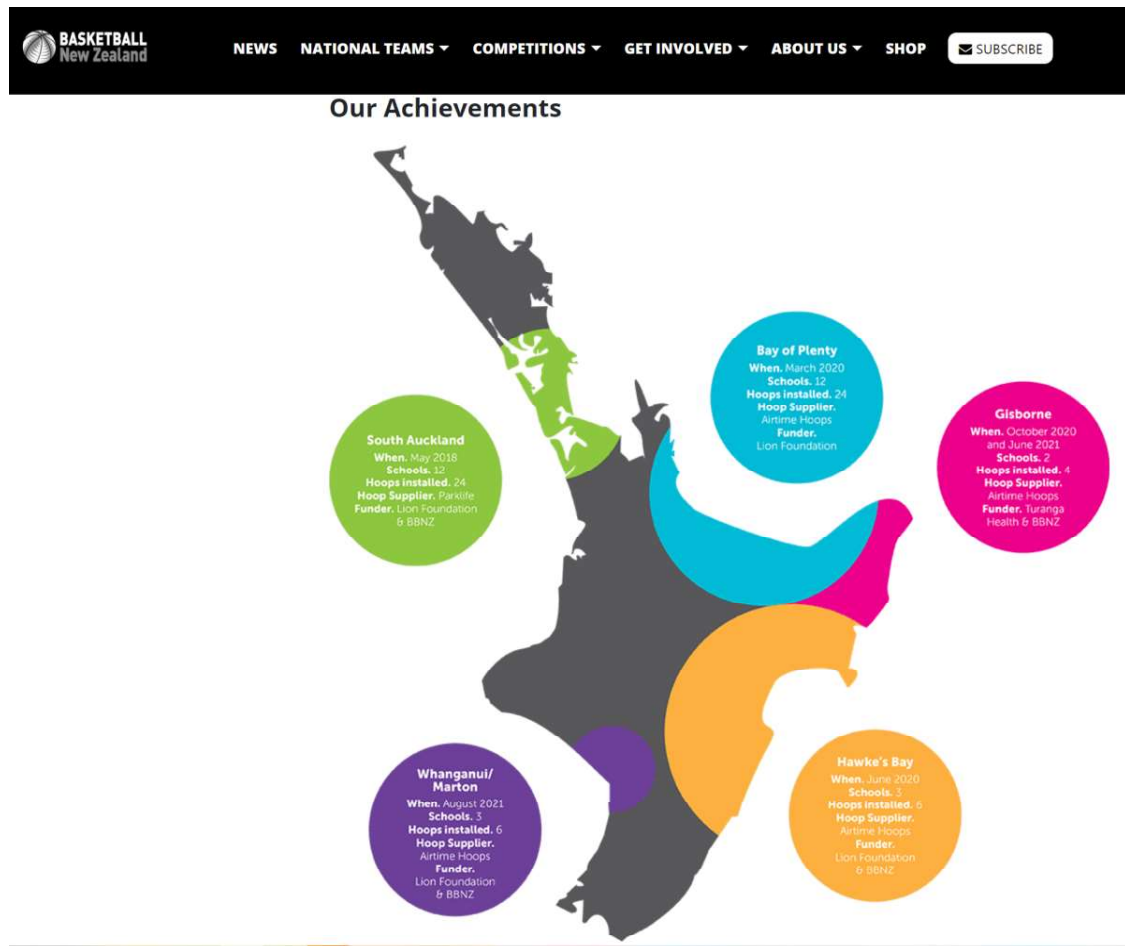 BASKETBALL
New Zealand
NEWS NATIONAL TEAMS COMPETITIONS GET INVOLVED ABOUT US SHOP SUBSCRIBE
Our Achievements
Bay of Plenty
When. March 2020
Schools. 12
Hoops installed. 24
Hoop Supplier.
Airtime Hoops
Funder.
Lion Foundation
Gisborne
When. October 2020
and June 2021
Schools. 2
Hoops installed. 4
Hoop Supplier.
Airtime Hoops
Funder. Turanga
Health & BBNZ
South Auckland
When. May 2018
Schools. 12
Hoops installed. 24
Hoop Supplier. Parklife
Funder. Lion Foundation
& BBNZ
Whanganui/
Marton
When. August 2021
Schools. 3
Hoops installed. 6
Hoop Supplier.
Airtime Hoops
Funder.
Lion Foundation
& BBNZ
Hawke's Bay
When. June 2020
Schools. 3
Hoops installed. 6
Hoop Supplier.
Airtime Hoops
Funder.
Lion Foundation
& BBNZ